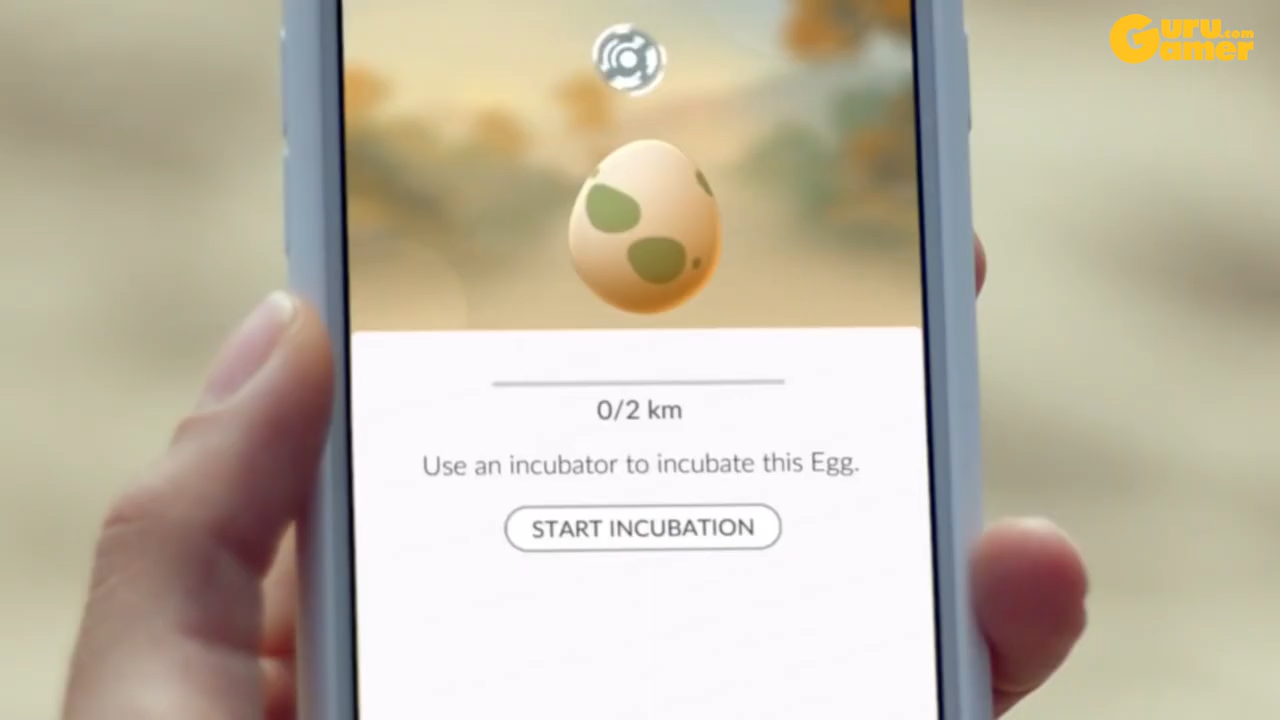 Guru.com
Gamer
0/2 km
Use an incubator to incubate this Egg.
START INCUBATION